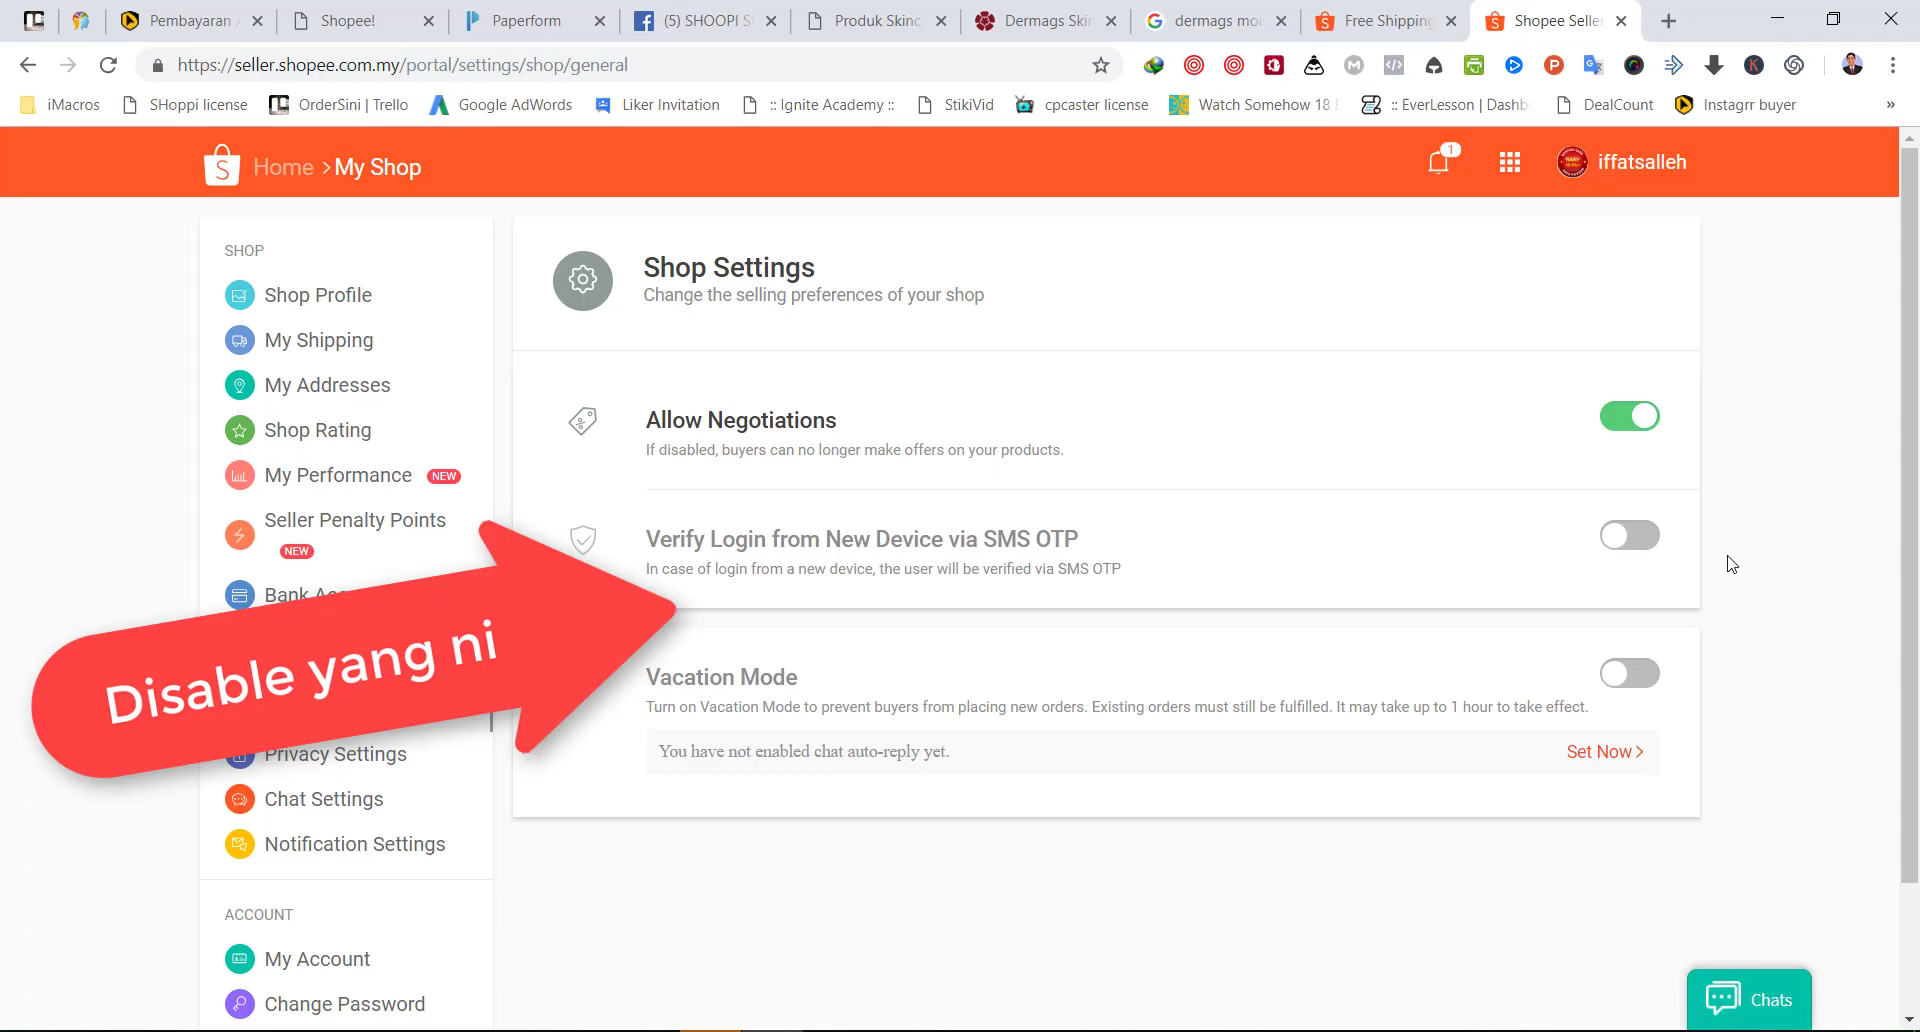 Pembayaran
Shopee!
Paperform
(5) SHOOPI S
Produk Skinc
Dermags Skin
dermags moi
Free Shipping
Shopee Seller
https://seller.shopee.com.my/portal/settings/shop/general
iMacros
SHoppi license
OrderSini | Trello
Google AdWords
Liker Invitation
:: Ignite Academy ::
StikiVid
cpcaster license
Watch Somehow 18
:: EverLesson | Dashb
DealCount
Instagrr buyer
»
Home > My Shop
1
iffatsalleh
SHOP
Shop Profile
My Shipping
My Addresses
Shop Rating
My Performance NEW
Seller Penalty Points
NEW
Bank
Privacy Settings
Chat Settings
Notification Settings
ACCOUNT
My Account
Change Password
Disable yang ni
Shop Settings
Change the selling preferences of your shop
Allow Negotiations
If disabled, buyers can no longer make offers on your products.
Verify Login from New Device via SMS OTP
In case of login from a new device, the user will be verified via SMS OTP
Vacation Mode
Turn on Vacation Mode to prevent buyers from placing new orders. Existing orders must still be fulfilled. It may take up to 1 hour to take effect.
You have not enabled chat auto-reply yet.
Set Now >
Chats